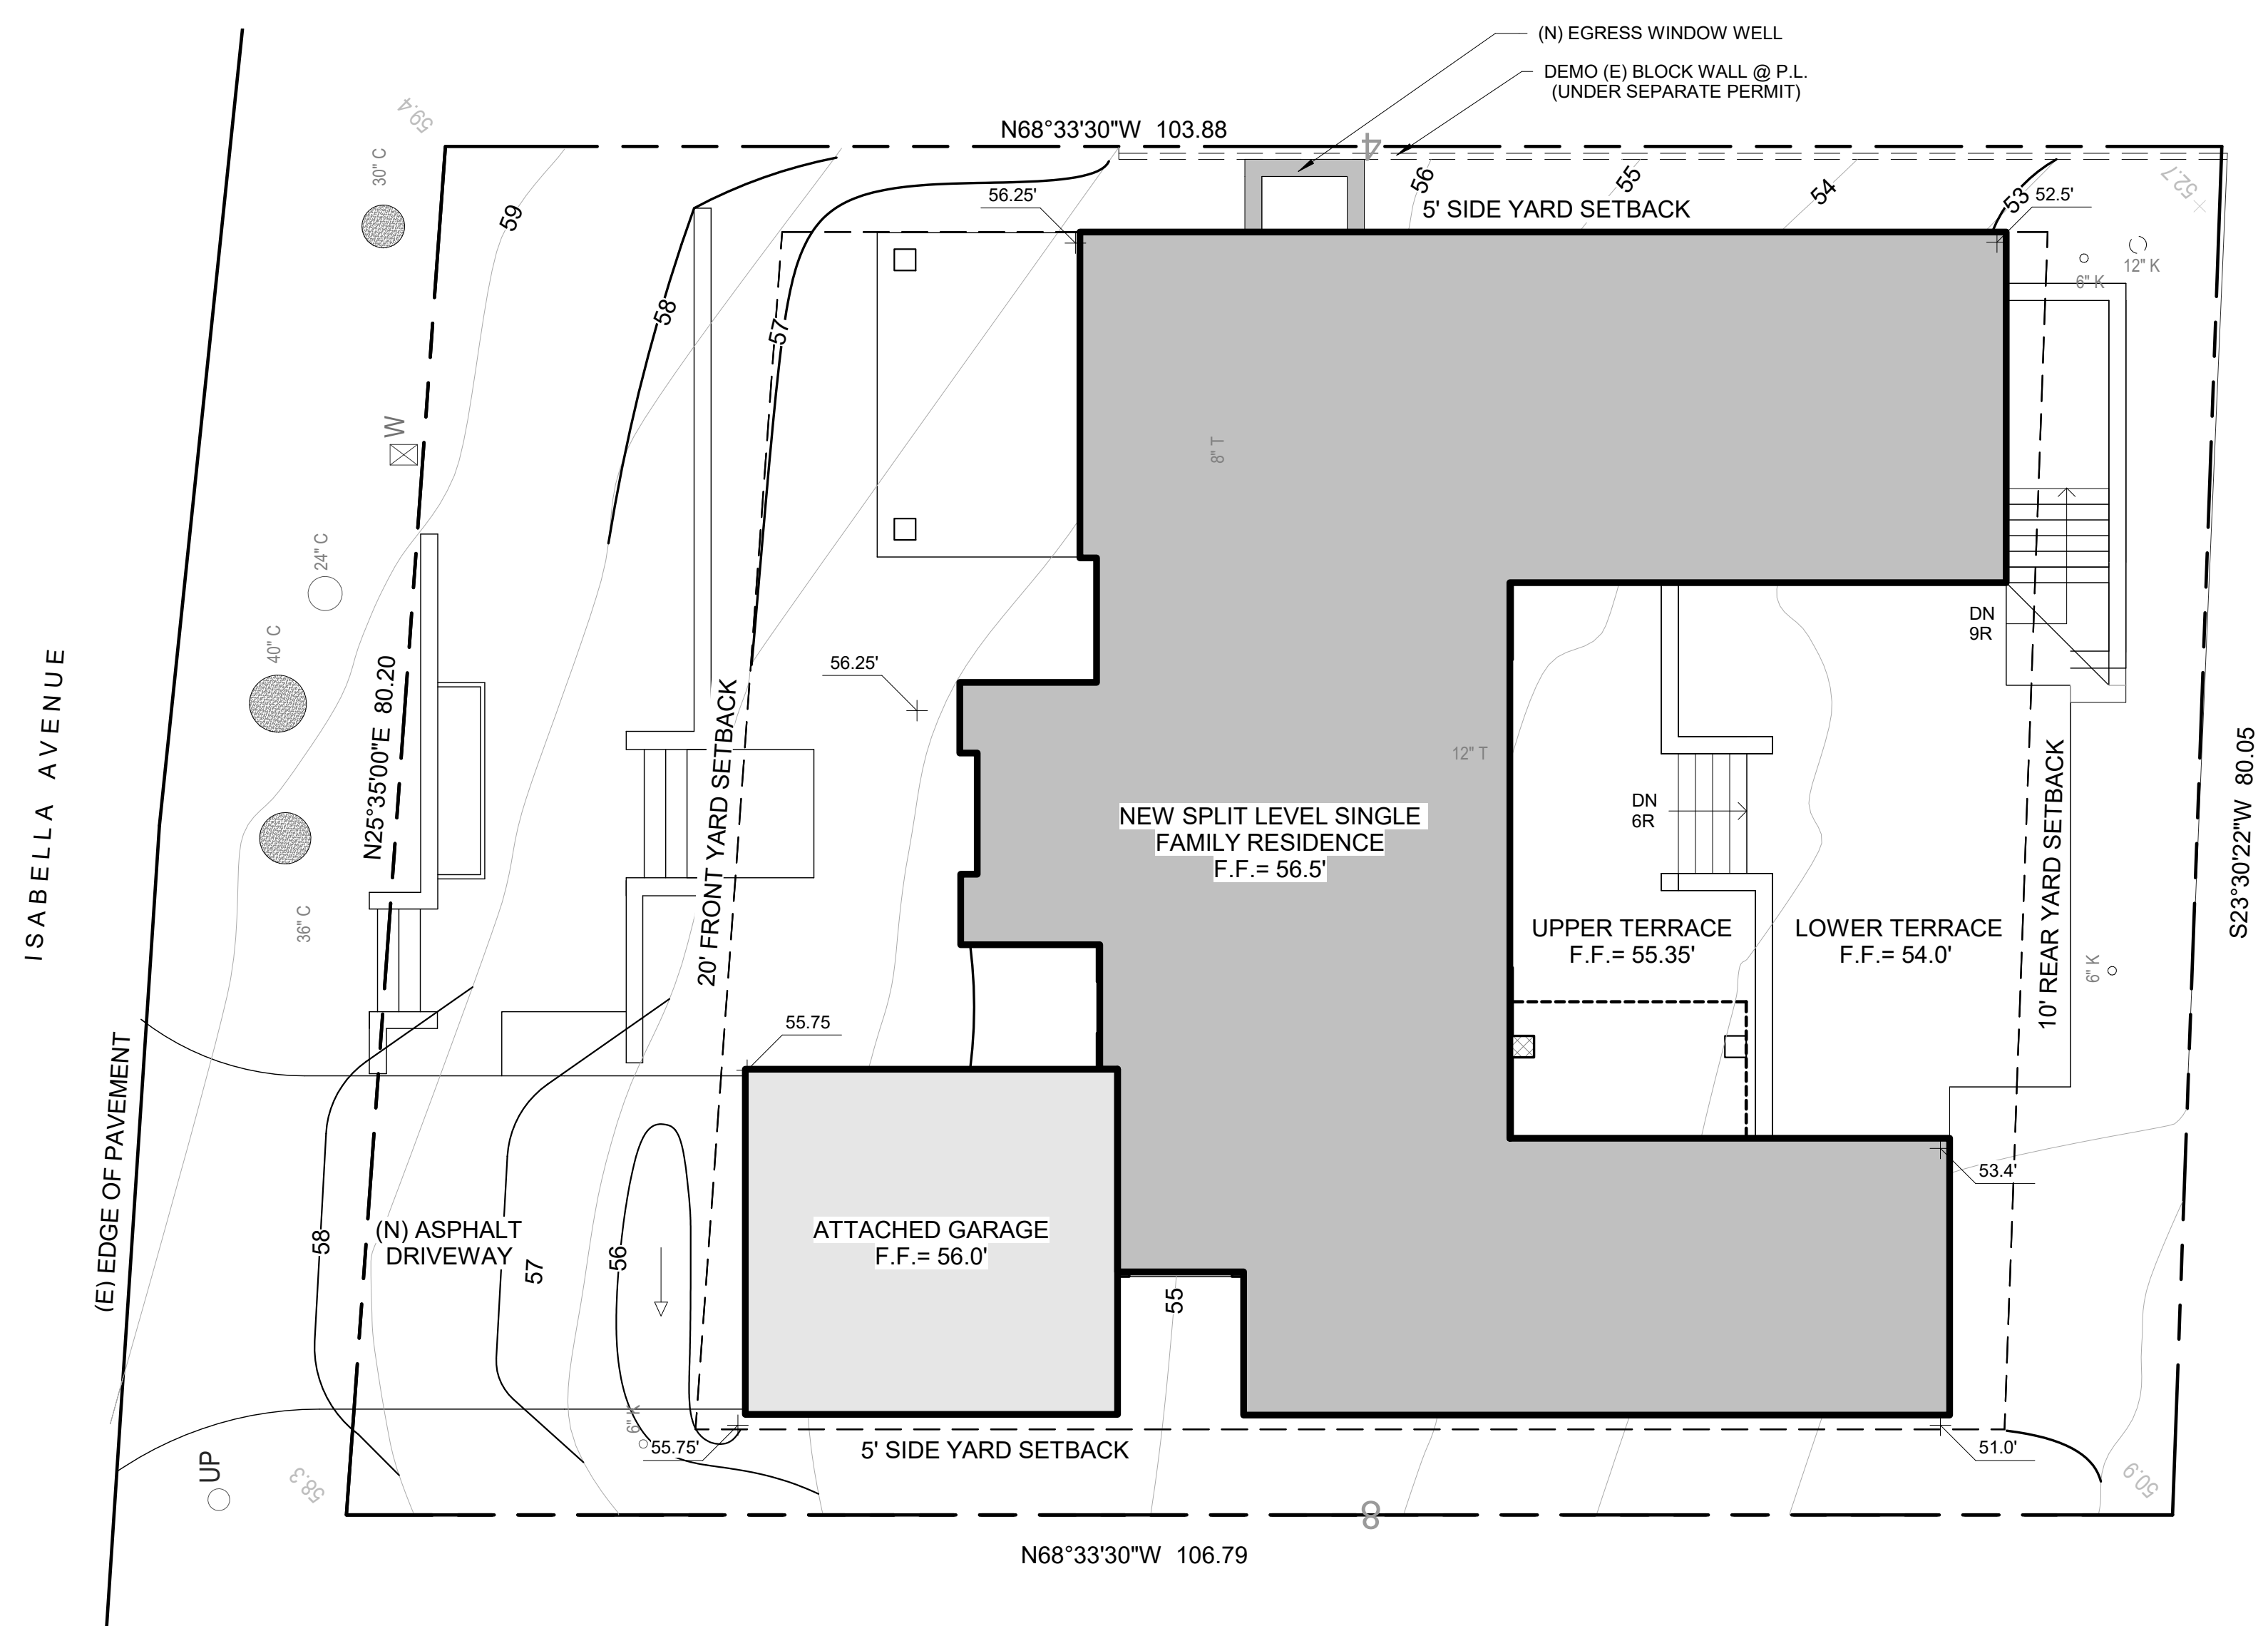 (N) EGRESS WINDOW WELL
DEMO (E) BLOCK WALL @ P.L.
(UNDER SEPARATE PERMIT)
59.4
N68°33'30"W 103.88
4
30" C
59
56.25'
56
55
54
53
52.5'
52.7
5' SIDE YARD SETBACK
12" K
6" K
58
57
W
8" T
24" C
40" C
56.25'
DN
9R
ISABELLA AVENUE
N25°35'00"E 80.20
20' FRONT YARD SETBACK
12" T
DN
6R
NEW SPLIT LEVEL SINGLE
FAMILY RESIDENCE
F.F.= 56.5'
10' REAR YARD SETBACK
S23°30'22"W 80.05
36" C
UPPER TERRACE
F.F.= 55.35'
LOWER TERRACE
F.F.= 54.0'
6" K
55.75
(E) EDGE OF PAVEMENT
53.4'
58
(N) ASPHALT
DRIVEWAY
57
56
ATTACHED GARAGE
F.F.= 56.0'
55
6" K
55.75'
5' SIDE YARD SETBACK
51.0'
UP
58.3
50.9
8
N68°33'30"W 106.79